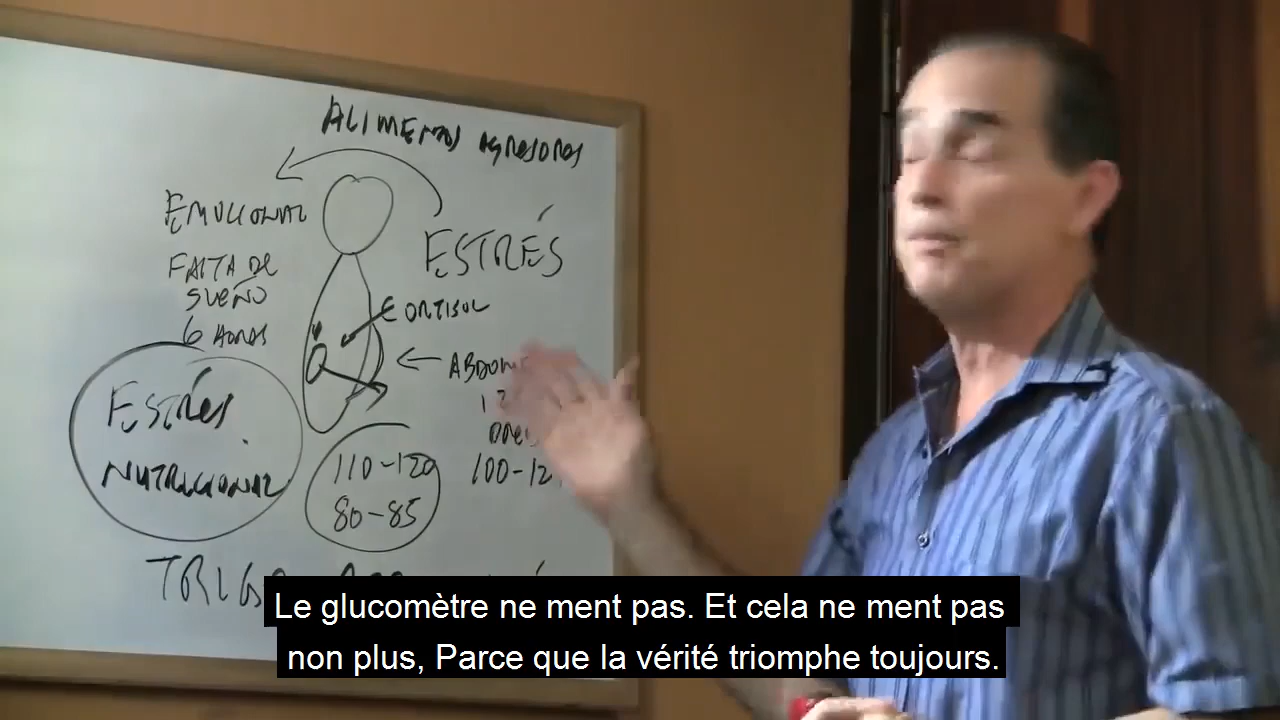 ALIMENTOS AGRESORES
EMOCIONAL
ESTRÉS
FALTA DE
SUEÑO
6 HORAS
CORTISOL
ABDOM
ESTRÉS
NUTRICIONAL
110-120
80-85
100-12
Le glucomètre ne ment pas. Et cela ne ment pas
non plus, Parce que la vérité triomphe toujours.